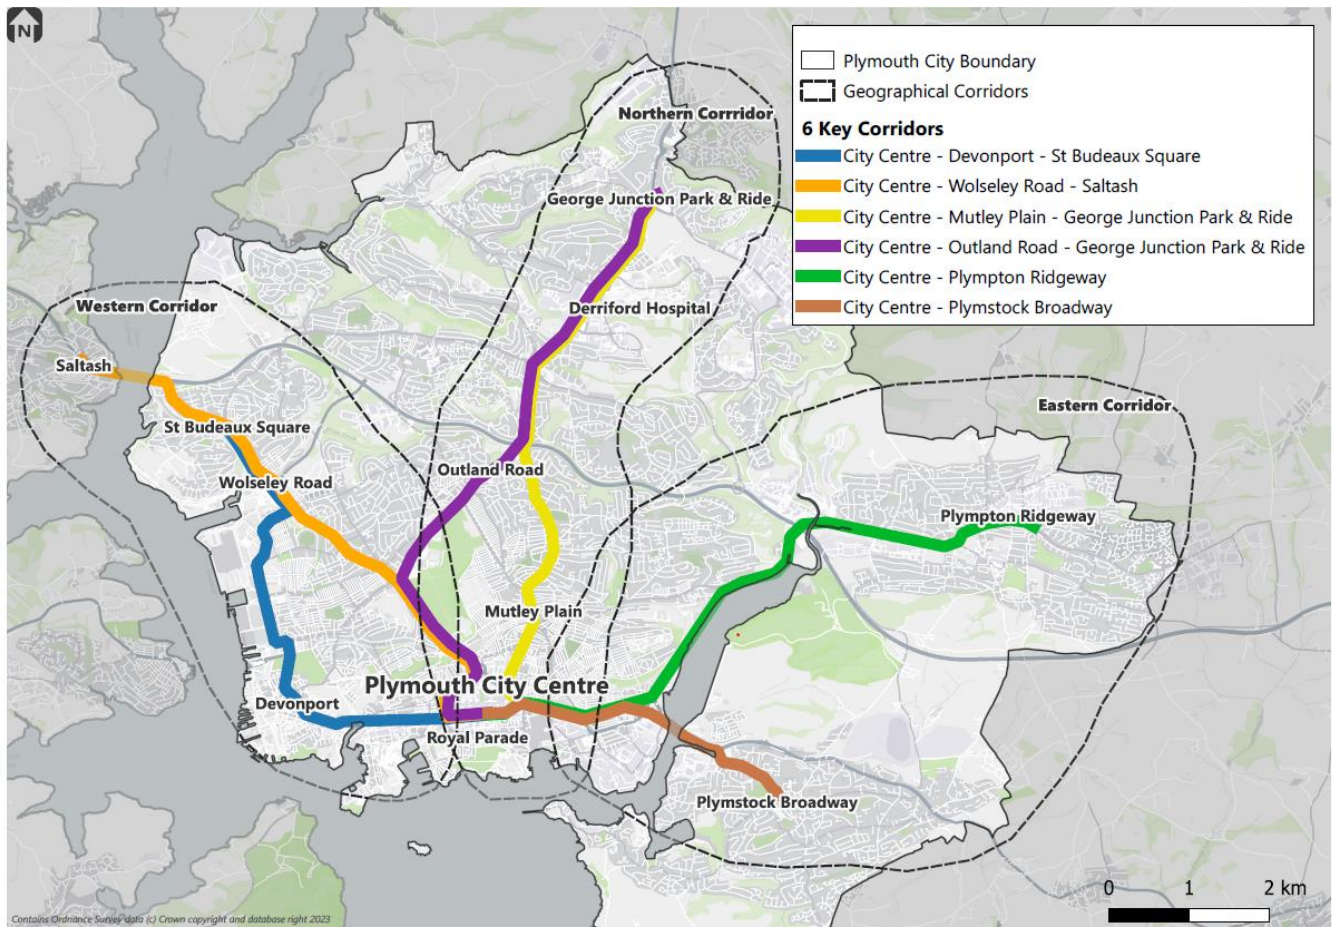 N
Plymouth City Boundary
Geographical Corridors
6 Key Corridors
City Centre - Devonport - St Budeaux Square
City Centre - Wolseley Road - Saltash
City Centre - Mutley Plain - George Junction Park & Ride
City Centre - Outland Road - George Junction Park & Ride
City Centre - Plympton Ridgeway
City Centre - Plymstock Broadway
Northern Corrridor
George Junction Park & Ride
Western Corridor
Derriford Hospital
Saltash
Eastern Corridor
St Budeaux Square
Outland Road
Wolseley Road
Plympton Ridgeway
Mutley Plain
Plymouth City Centre
Devonport
Royal Parade
Plymstock Broadway
0 1 2 km
Contains Ordnance Survey data (c) Crown copyright and database right 2023